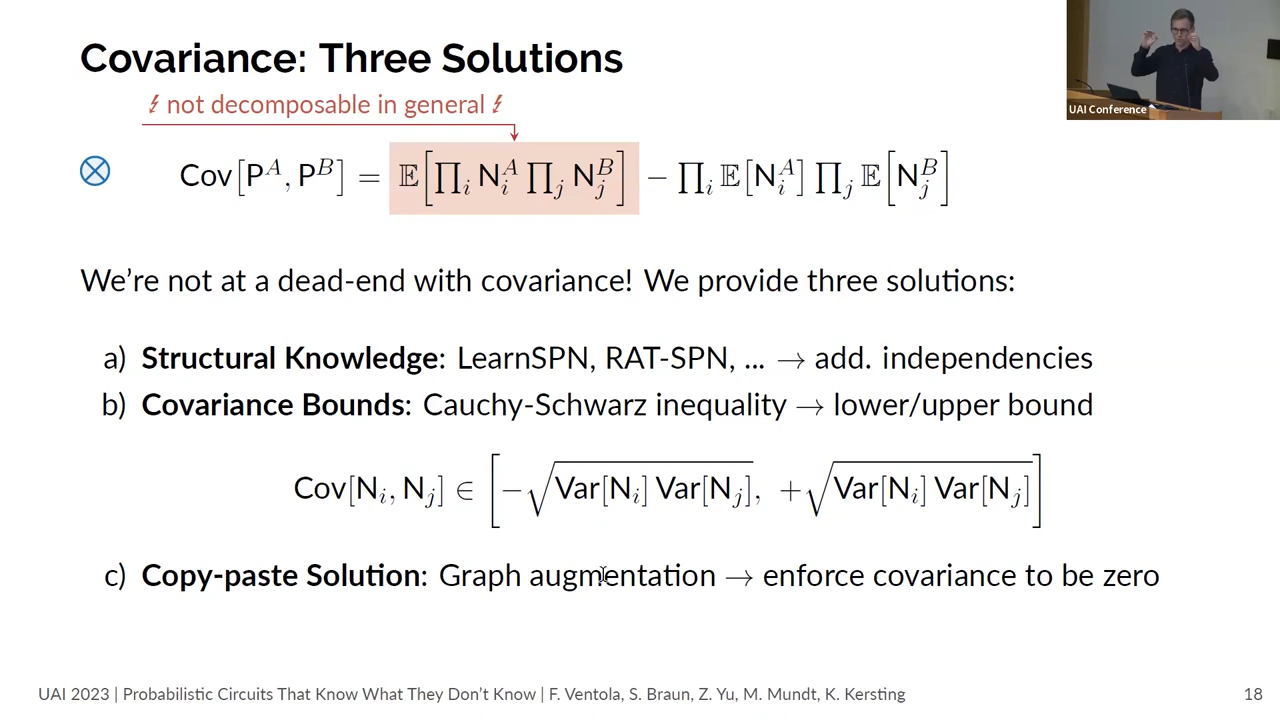 Covariance: Three Solutions
⚡ not decomposable in general ⚡
⊗ Cov[P^A, P^B] = 𝔼[∏_i N_i^A ∏_j N_j^B] − ∏_i 𝔼[N_i^A] ∏_j 𝔼[N_j^B]
We’re not at a dead-end with covariance! We provide three solutions:
a) Structural Knowledge: LearnSPN, RAT-SPN, ... → add. independencies
b) Covariance Bounds: Cauchy-Schwarz inequality → lower/upper bound
Cov[N_i, N_j] ∈ [−√(Var[N_i] Var[N_j]), +√(Var[N_i] Var[N_j])]
c) Copy-paste Solution: Graph augmentation → enforce covariance to be zero
UAI 2023 | Probabilistic Circuits That Know What They Don’t Know | F. Ventola, S. Braun, Z. Yu, M. Mundt, K. Kersting
18
UAI Conference